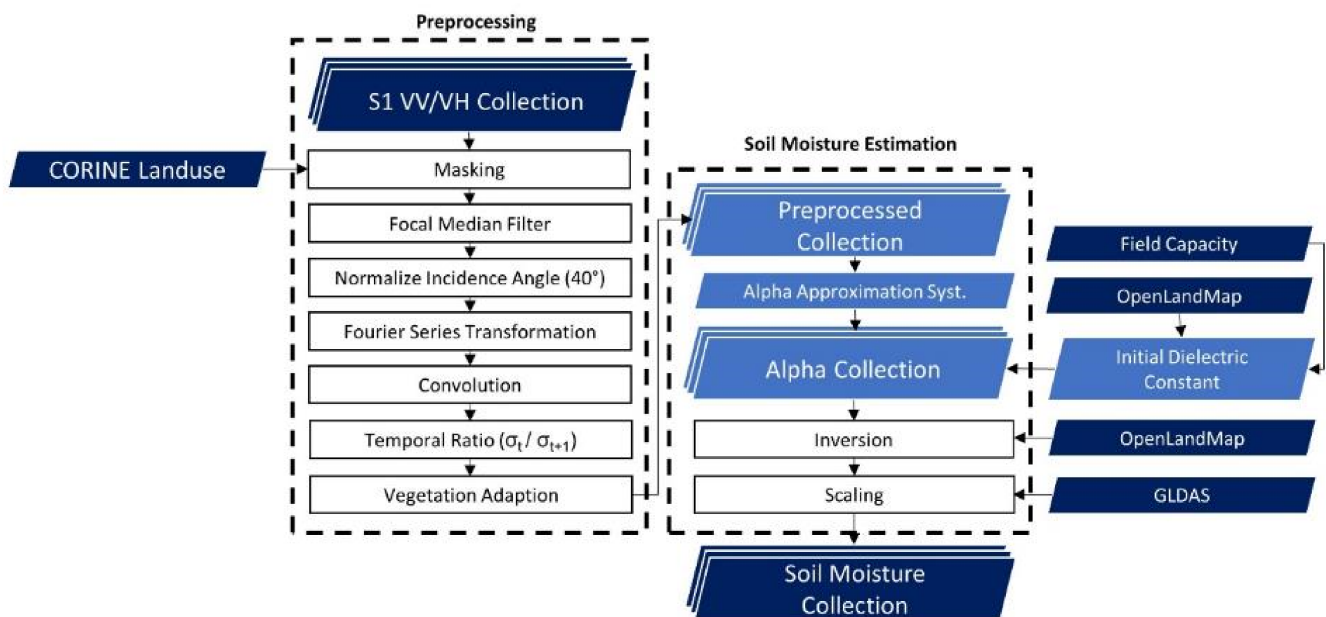 Preprocessing
S1 VV/VH Collection
CORINE Landuse
Masking
Focal Median Filter
Normalize Incidence Angle (40°)
Fourier Series Transformation
Convolution
Temporal Ratio (σt / σt+1)
Vegetation Adaption
Soil Moisture Estimation
Preprocessed
Collection
Alpha Approximation Syst.
Alpha Collection
Inversion
Scaling
Soil Moisture
Collection
Field Capacity
OpenLandMap
Initial Dielectric
Constant
OpenLandMap
GLDAS